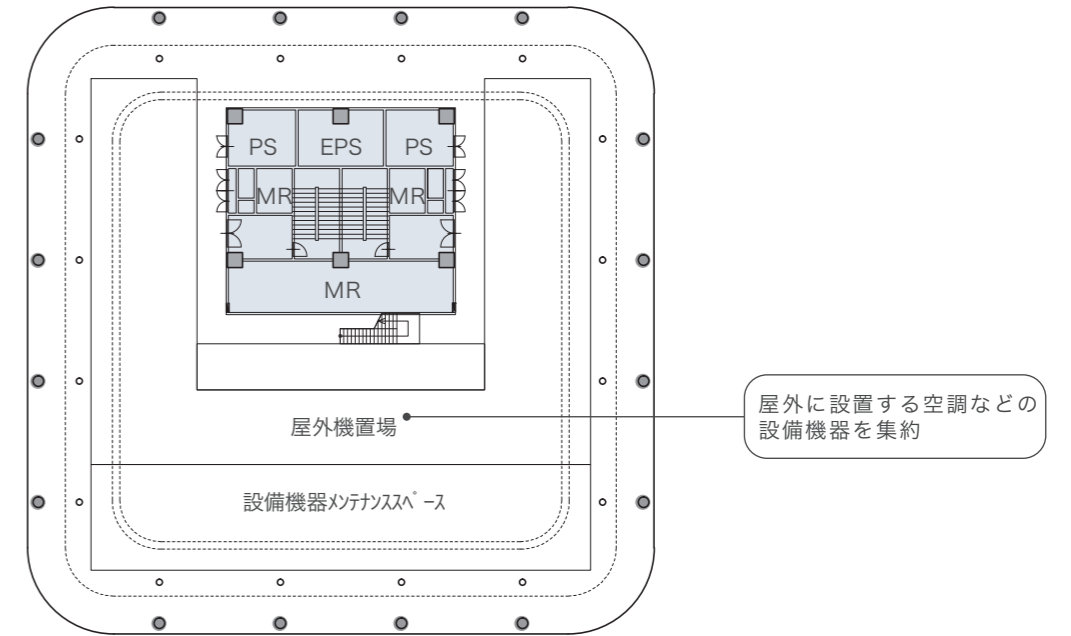 PS EPS PS
MR MR
MR
屋外機置場
屋外に設置する空調などの
設備機器を集約
設備機器ﾒﾝﾃﾅﾝｽｽﾍﾟｰｽ